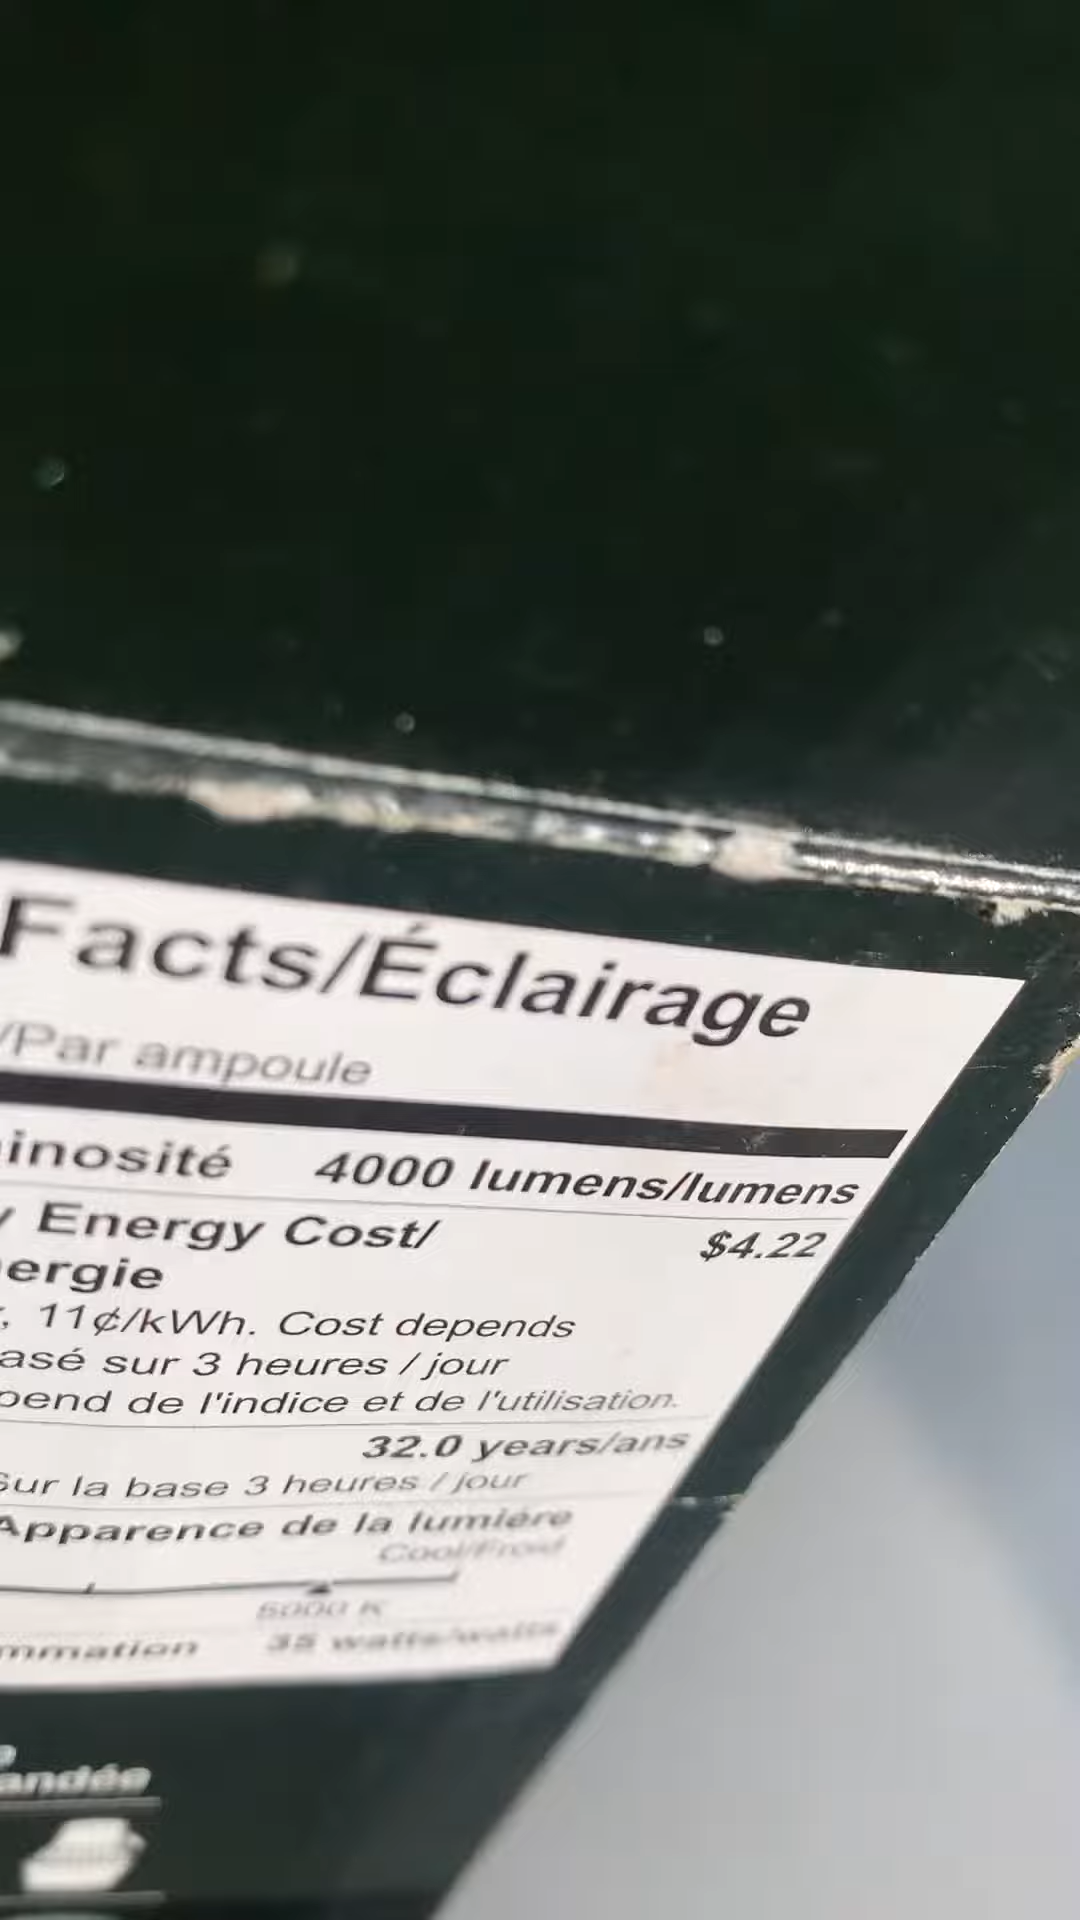 Facts/Éclairage
/Par ampoule
inosité 4000 lumens/lumens
y Energy Cost/ $4.22
ergie
, 11¢/kWh. Cost depends
asé sur 3 heures / jour
pend de l'indice et de l'utilisation.
32.0 years/ans
Sur la base 3 heures / jour
Apparence de la lumière
Cool/Froid
5000 K
mmation 35 watts/watts
andée